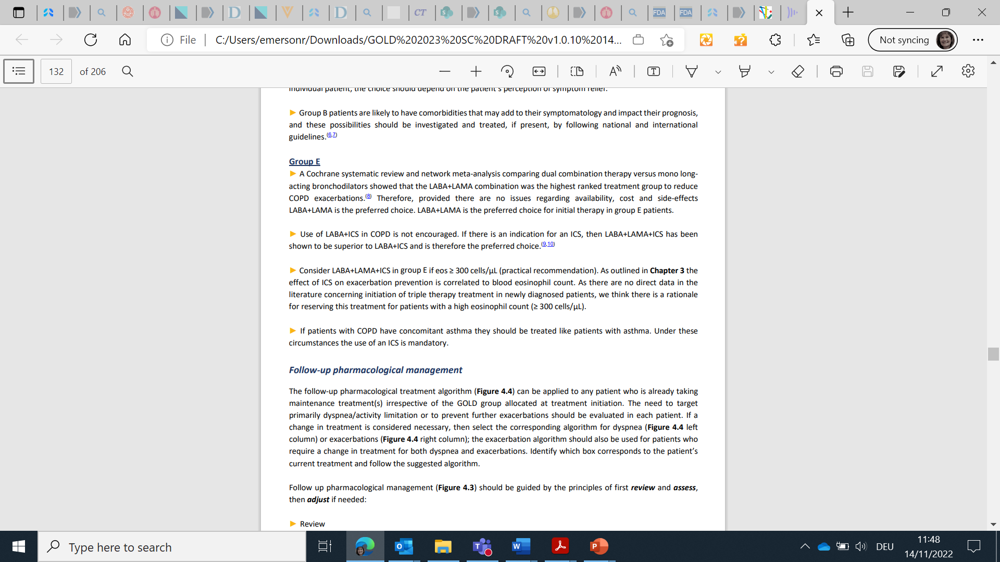 CT
FDA
FDA
File
C:/Users/emersonr/Downloads/GOLD%202023%20SC%20DRAFT%20v1.0.10%2014...
Not syncing
132 of 206
individual patient, the choice should depend on the patient's perception of symptom relief.
► Group B patients are likely to have comorbidities that may add to their symptomatology and impact their prognosis,
and these possibilities should be investigated and treated, if present, by following national and international
guidelines.(6,7)
Group E
► A Cochrane systematic review and network meta-analysis comparing dual combination therapy versus mono long-
acting bronchodilators showed that the LABA+LAMA combination was the highest ranked treatment group to reduce
COPD exacerbations.(8) Therefore, provided there are no issues regarding availability, cost and side-effects
LABA+LAMA is the preferred choice. LABA+LAMA is the preferred choice for initial therapy in group E patients.
► Use of LABA+ICS in COPD is not encouraged. If there is an indication for an ICS, then LABA+LAMA+ICS has been
shown to be superior to LABA+ICS and is therefore the preferred choice.(9,10)
► Consider LABA+LAMA+ICS in group E if eos ≥ 300 cells/µL (practical recommendation). As outlined in Chapter 3 the
effect of ICS on exacerbation prevention is correlated to blood eosinophil count. As there are no direct data in the
literature concerning initiation of triple therapy treatment in newly diagnosed patients, we think there is a rationale
for reserving this treatment for patients with a high eosinophil count (≥ 300 cells/µL).
► If patients with COPD have concomitant asthma they should be treated like patients with asthma. Under these
circumstances the use of an ICS is mandatory.
Follow-up pharmacological management
The follow-up pharmacological treatment algorithm (Figure 4.4) can be applied to any patient who is already taking
maintenance treatment(s) irrespective of the GOLD group allocated at treatment initiation. The need to target
primarily dyspnea/activity limitation or to prevent further exacerbations should be evaluated in each patient. If a
change in treatment is considered necessary, then select the corresponding algorithm for dyspnea (Figure 4.4 left
column) or exacerbations (Figure 4.4 right column); the exacerbation algorithm should also be used for patients who
require a change in treatment for both dyspnea and exacerbations. Identify which box corresponds to the patient's
current treatment and follow the suggested algorithm.
Follow up pharmacological management (Figure 4.3) should be guided by the principles of first review and assess,
then adjust if needed:
► Review
Type here to search
DEU
11:48
14/11/2022